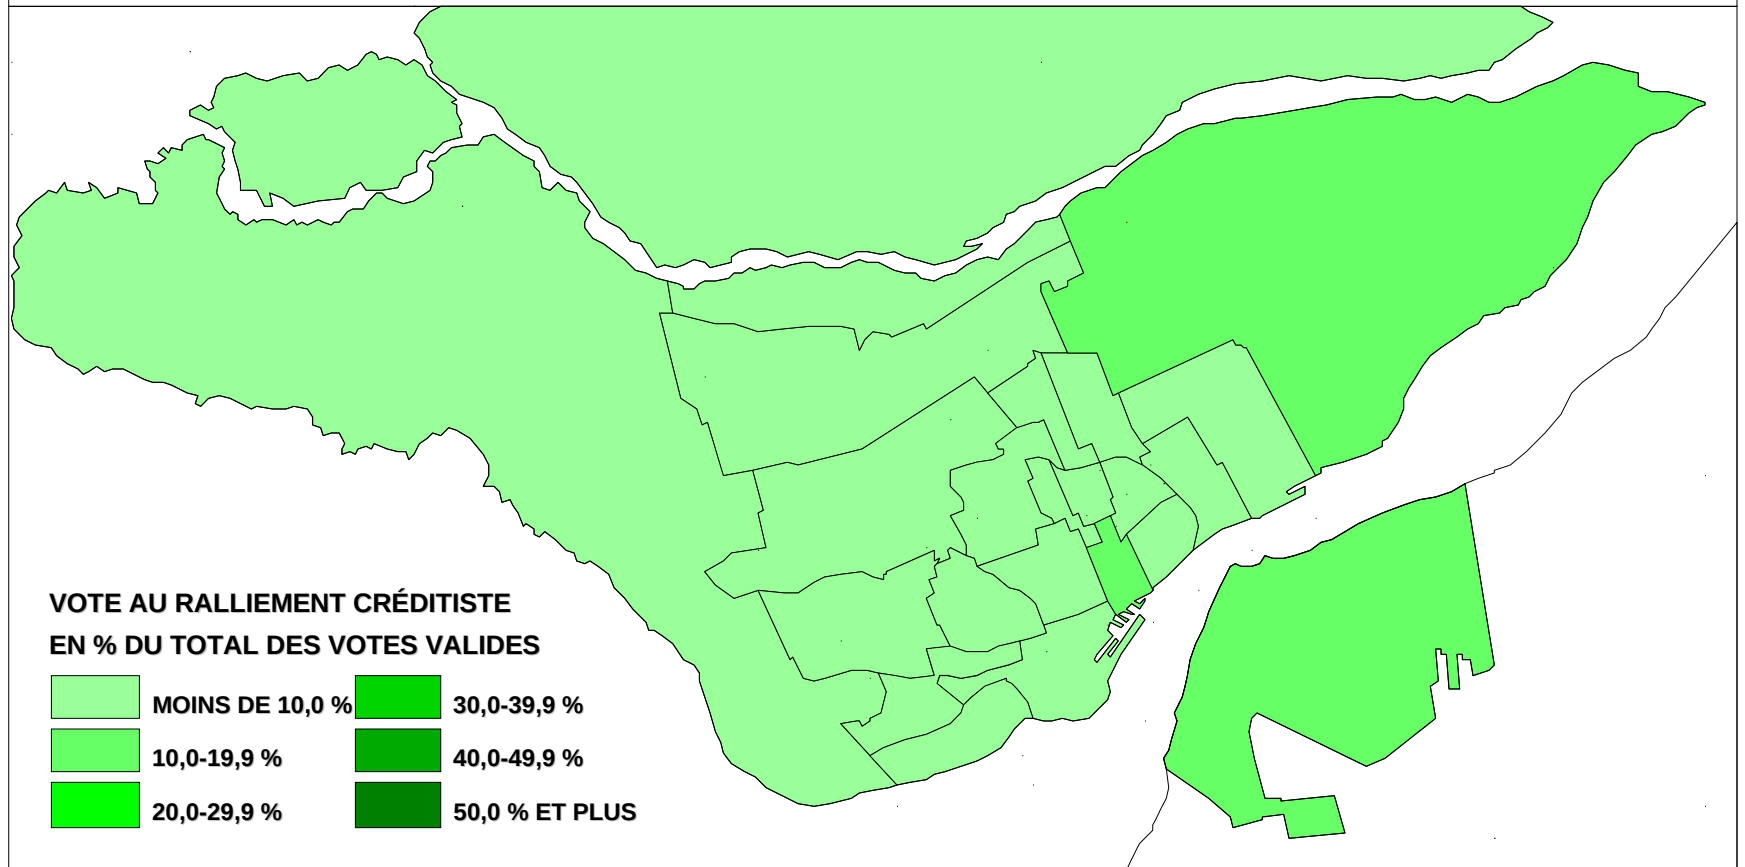 VOTE AU RALLIEMENT CRÉDITISTE
EN % DU TOTAL DES VOTES VALIDES
MOINS DE 10,0 %
10,0-19,9 %
20,0-29,9 %
30,0-39,9 %
40,0-49,9 %
50,0 % ET PLUS